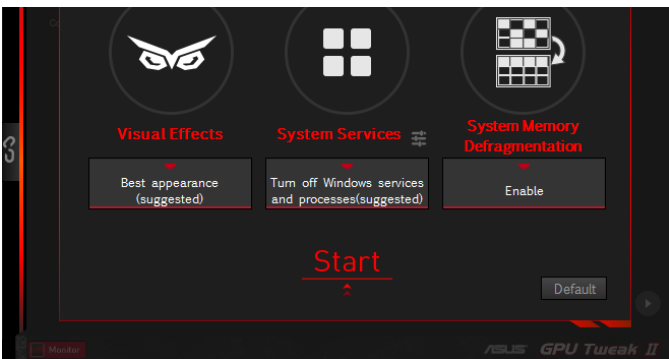 Visual Effects
System Services
System Memory
Defragmentation
Best appearance
(suggested)
Turn off Windows services
and processes(suggested)
Enable
Start
Default
Monitor
ASUS GPU Tweak II